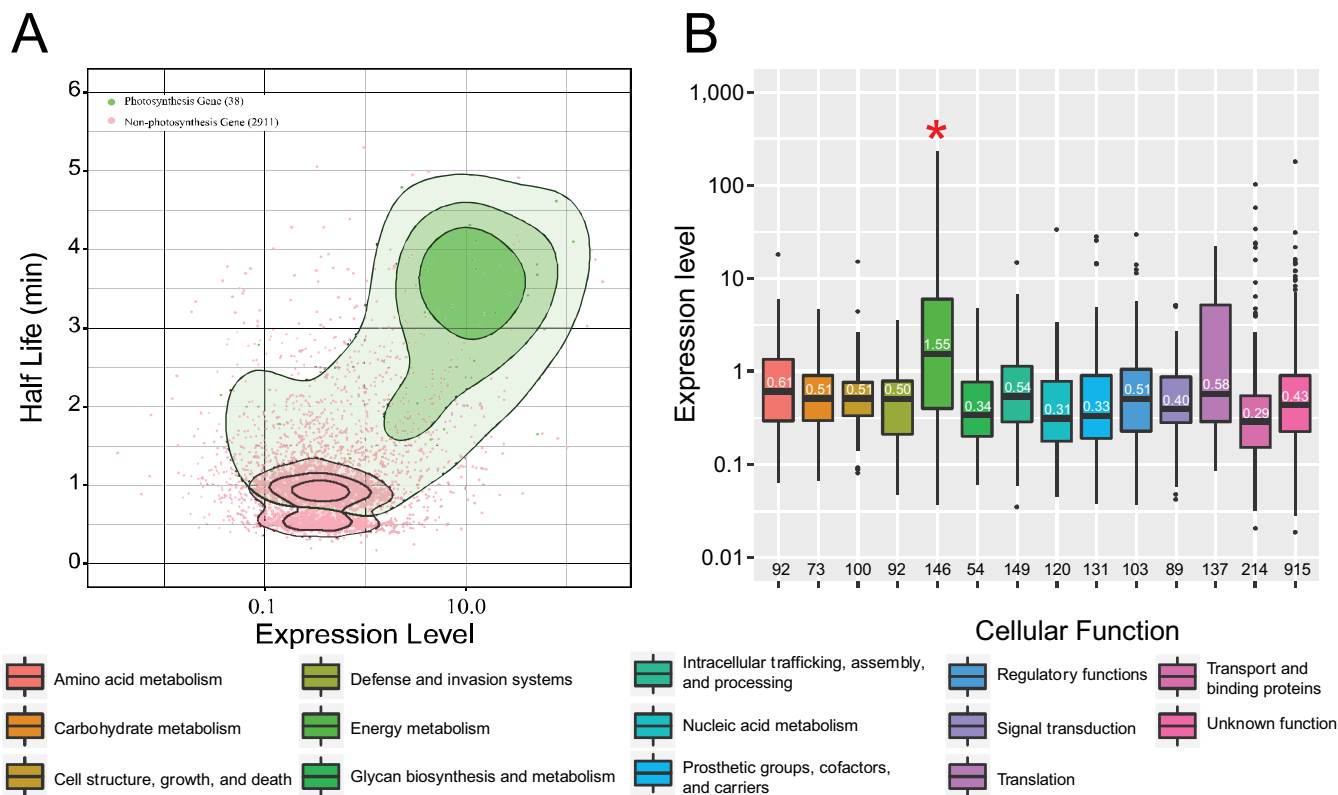 A
Half Life (min)
6
5
4
3
2
1
0
Photosynthesis Gene (38)
Non-photosynthesis Gene (2911)
0.1
10.0
Expression Level
B
Expression level
1,000
100
10
1
0.1
0.01
*
0.61
0.51
0.51
0.50
1.55
0.34
0.54
0.31
0.33
0.51
0.40
0.58
0.29
0.43
92 73 100 92 146 54 149 120 131 103 89 137 214 915
Cellular Function
Amino acid metabolism
Carbohydrate metabolism
Cell structure, growth, and death
Defense and invasion systems
Energy metabolism
Glycan biosynthesis and metabolism
Intracellular trafficking, assembly,
and processing
Nucleic acid metabolism
Prosthetic groups, cofactors,
and carriers
Regulatory functions
Signal transduction
Translation
Transport and
binding proteins
Unknown function